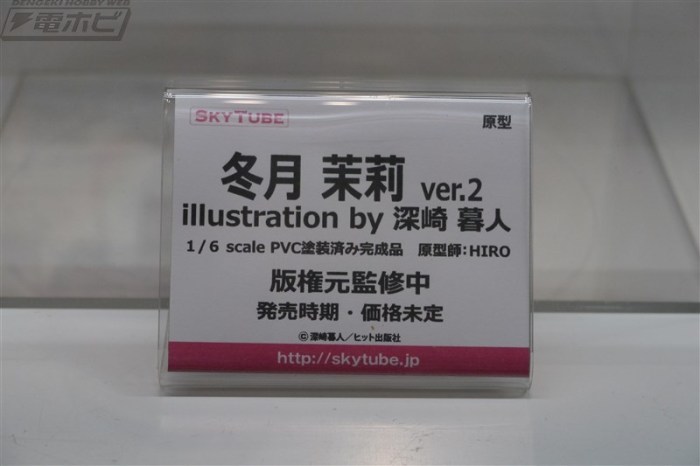 DENGEKI HOBBY WEB
電ホビ
SKYTUBE
原型
冬月 茉莉 ver.2
illustration by 深崎 暮人
1/6 scale PVC塗装済み完成品 原型師:HIRO
版権元監修中
発売時期・価格未定
©深崎暮人/ヒット出版社
http://skytube.jp